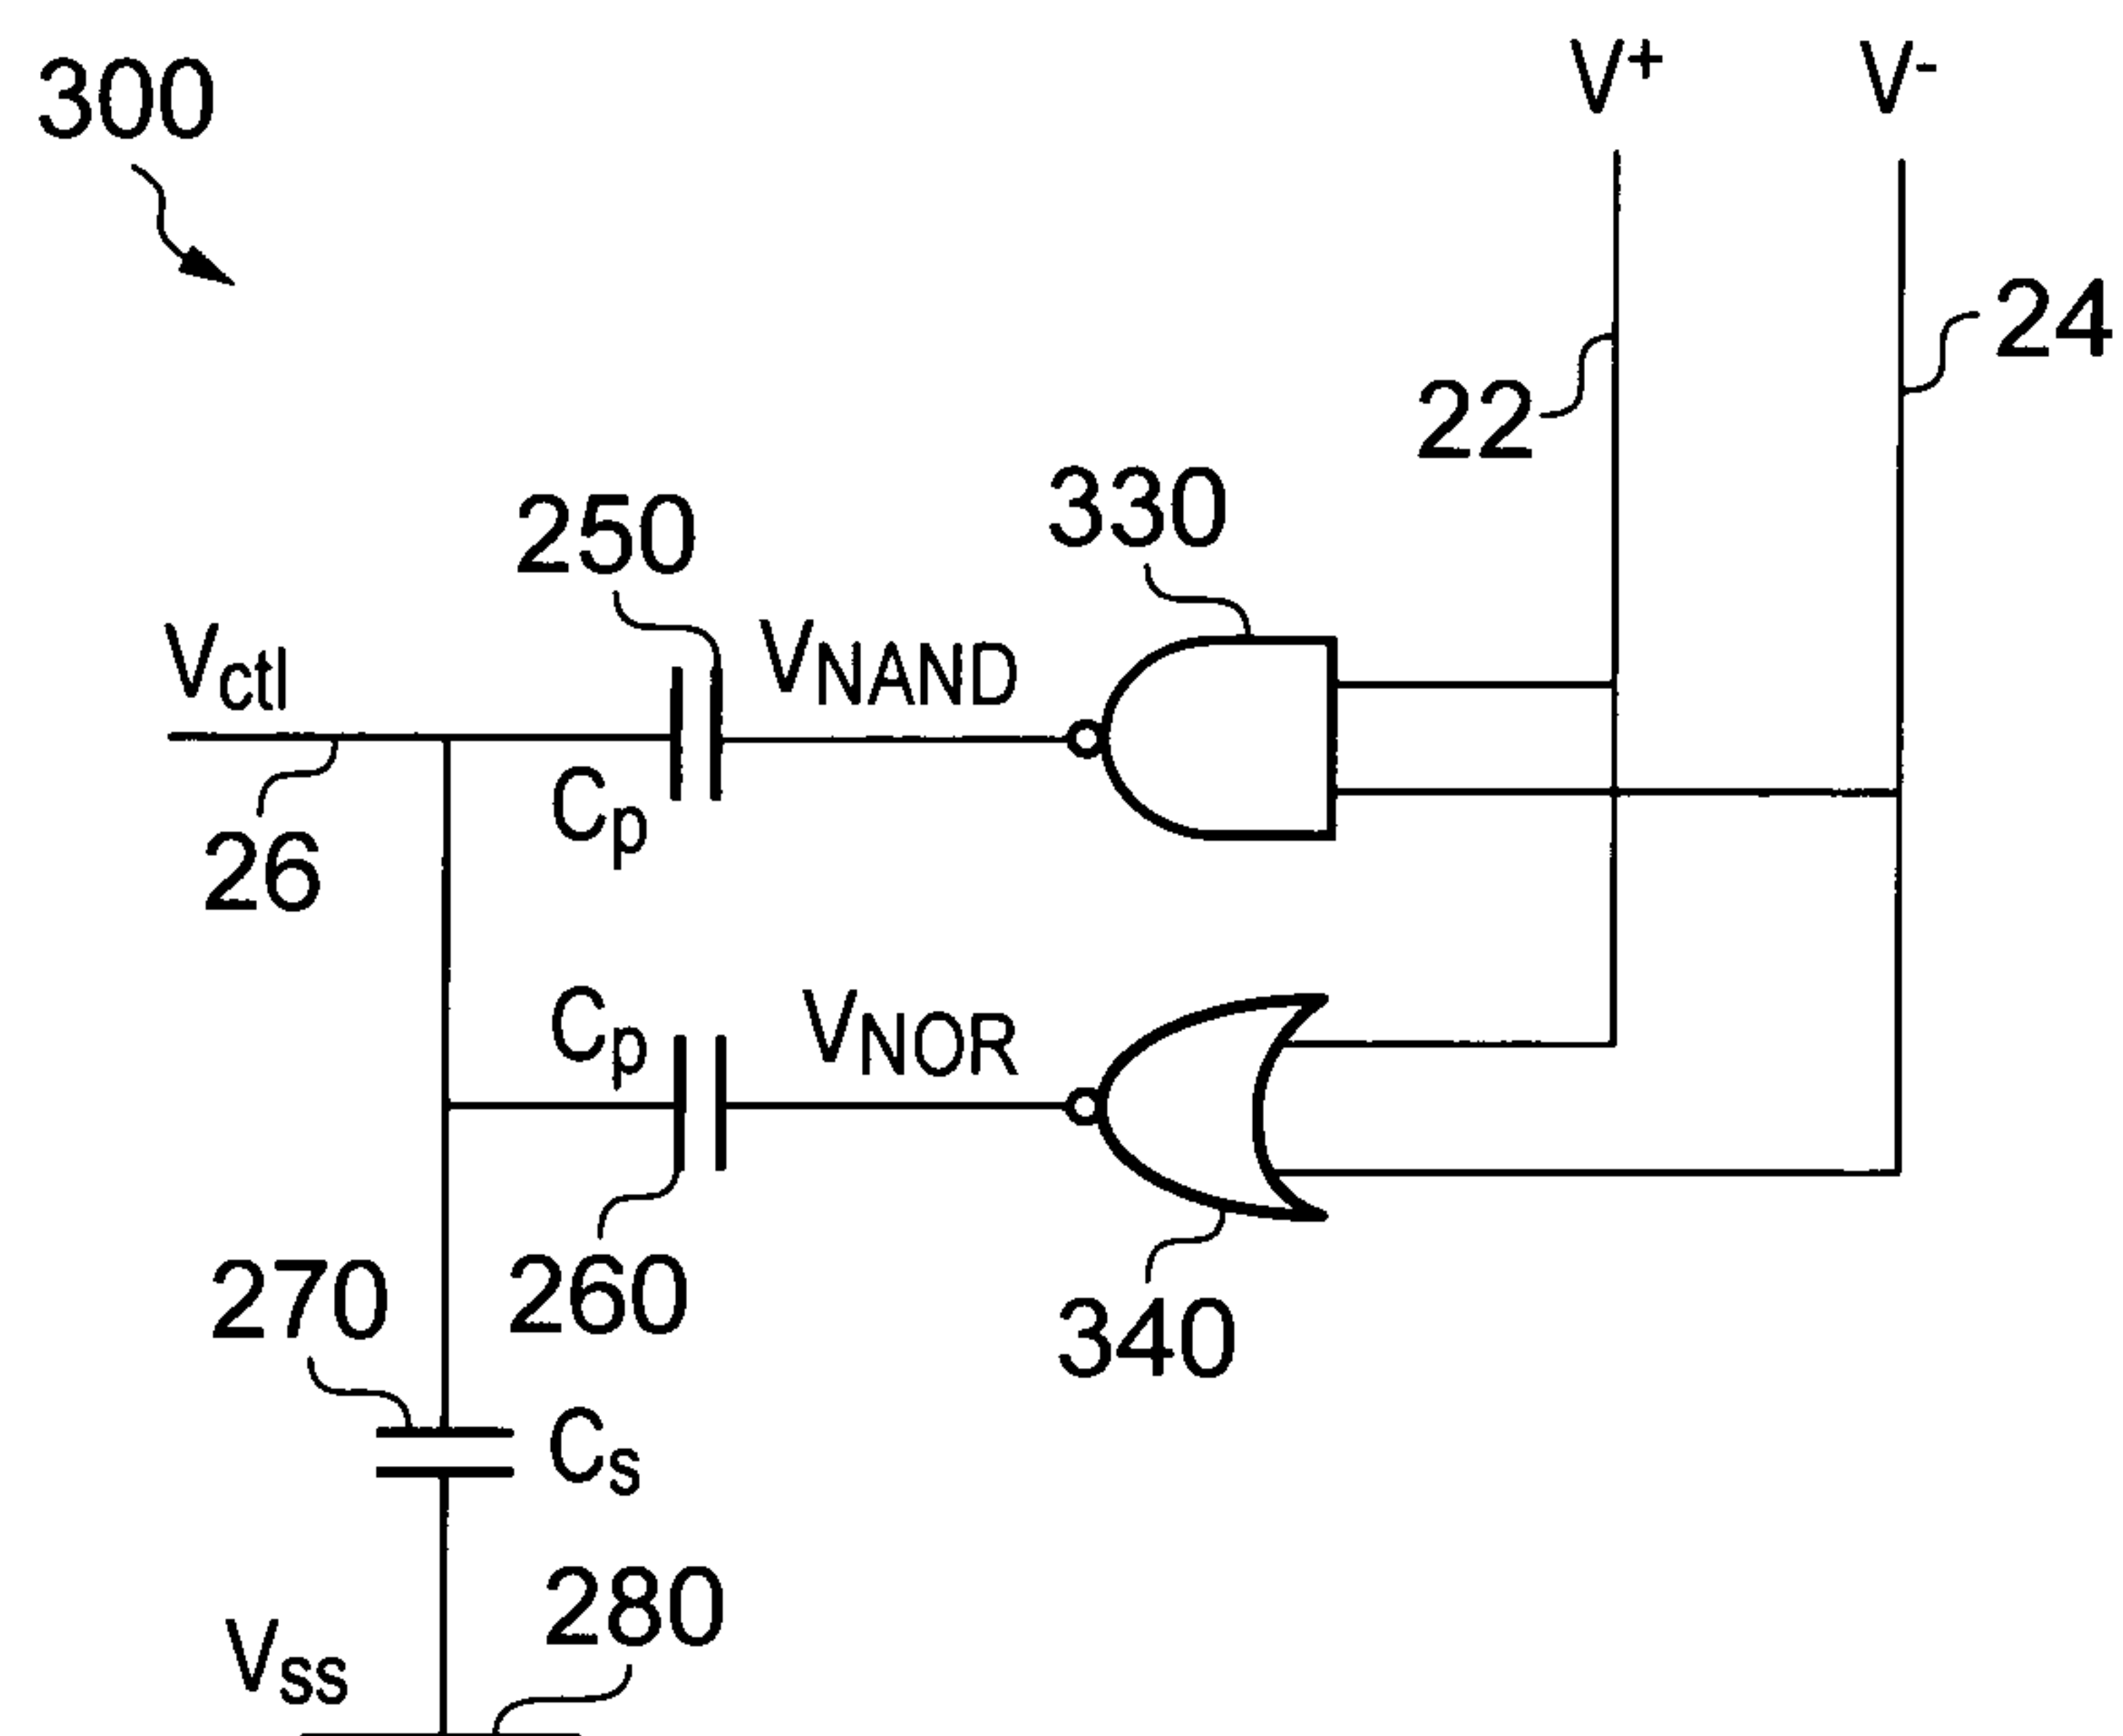 300
V+
V-
24
22
330
250
VNAND
Vctl
Cp
26
Cp
VNOR
270
260
340
Cs
280
Vss